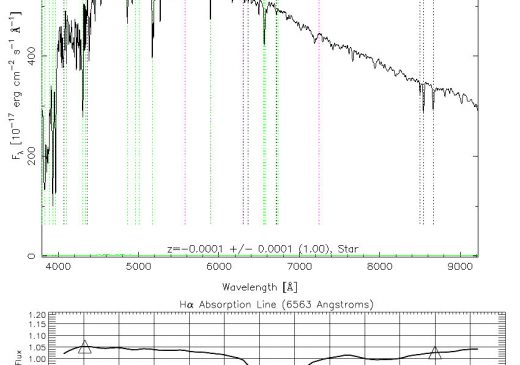 F_λ [10^-17 erg cm^-2 s^-1 Å^-1]
400
200
0
z=-0.0001 +/- 0.0001 (1.00), Star
4000 5000 6000 7000 8000 9000
Wavelength [Å]
Hα Absorption Line (6563 Angstroms)
1.20
1.15
1.10
1.05
1.00
Flux